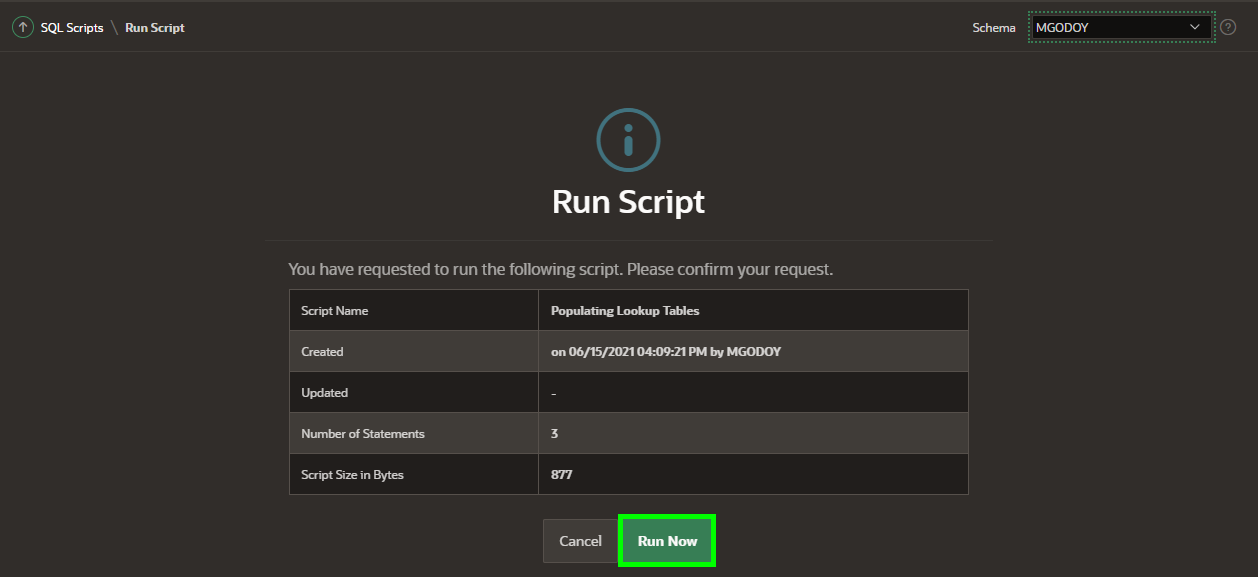 SQL Scripts \ Run Script Schema MGODOY ?
Run Script
You have requested to run the following script. Please confirm your request.
Script Name Populating Lookup Tables
Created on 06/15/2021 04:09:21 PM by MGODOY
Updated -
Number of Statements 3
Script Size in Bytes 877
Cancel Run Now